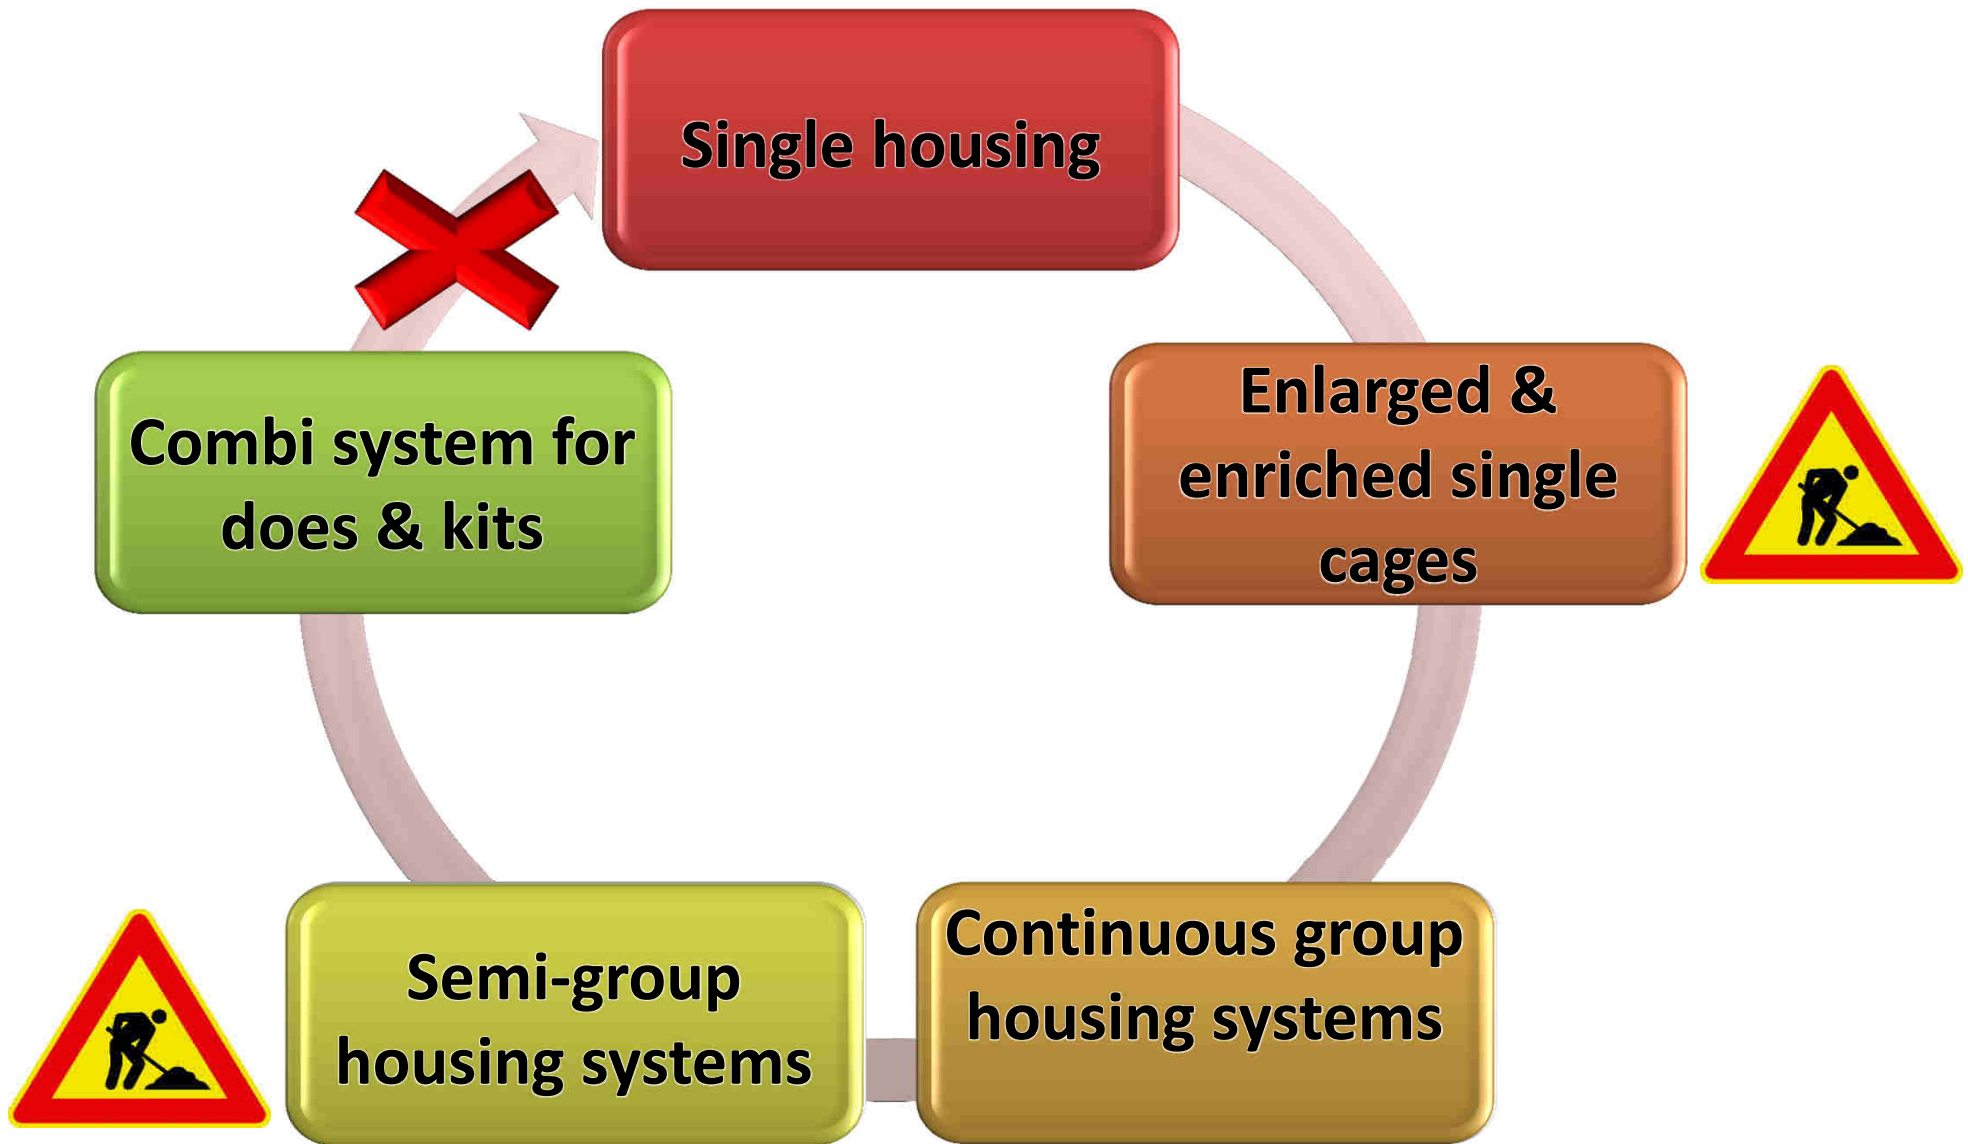 Single housing
Enlarged &
enriched single
cages
Continuous group
housing systems
Semi-group
housing systems
Combi system for
does & kits